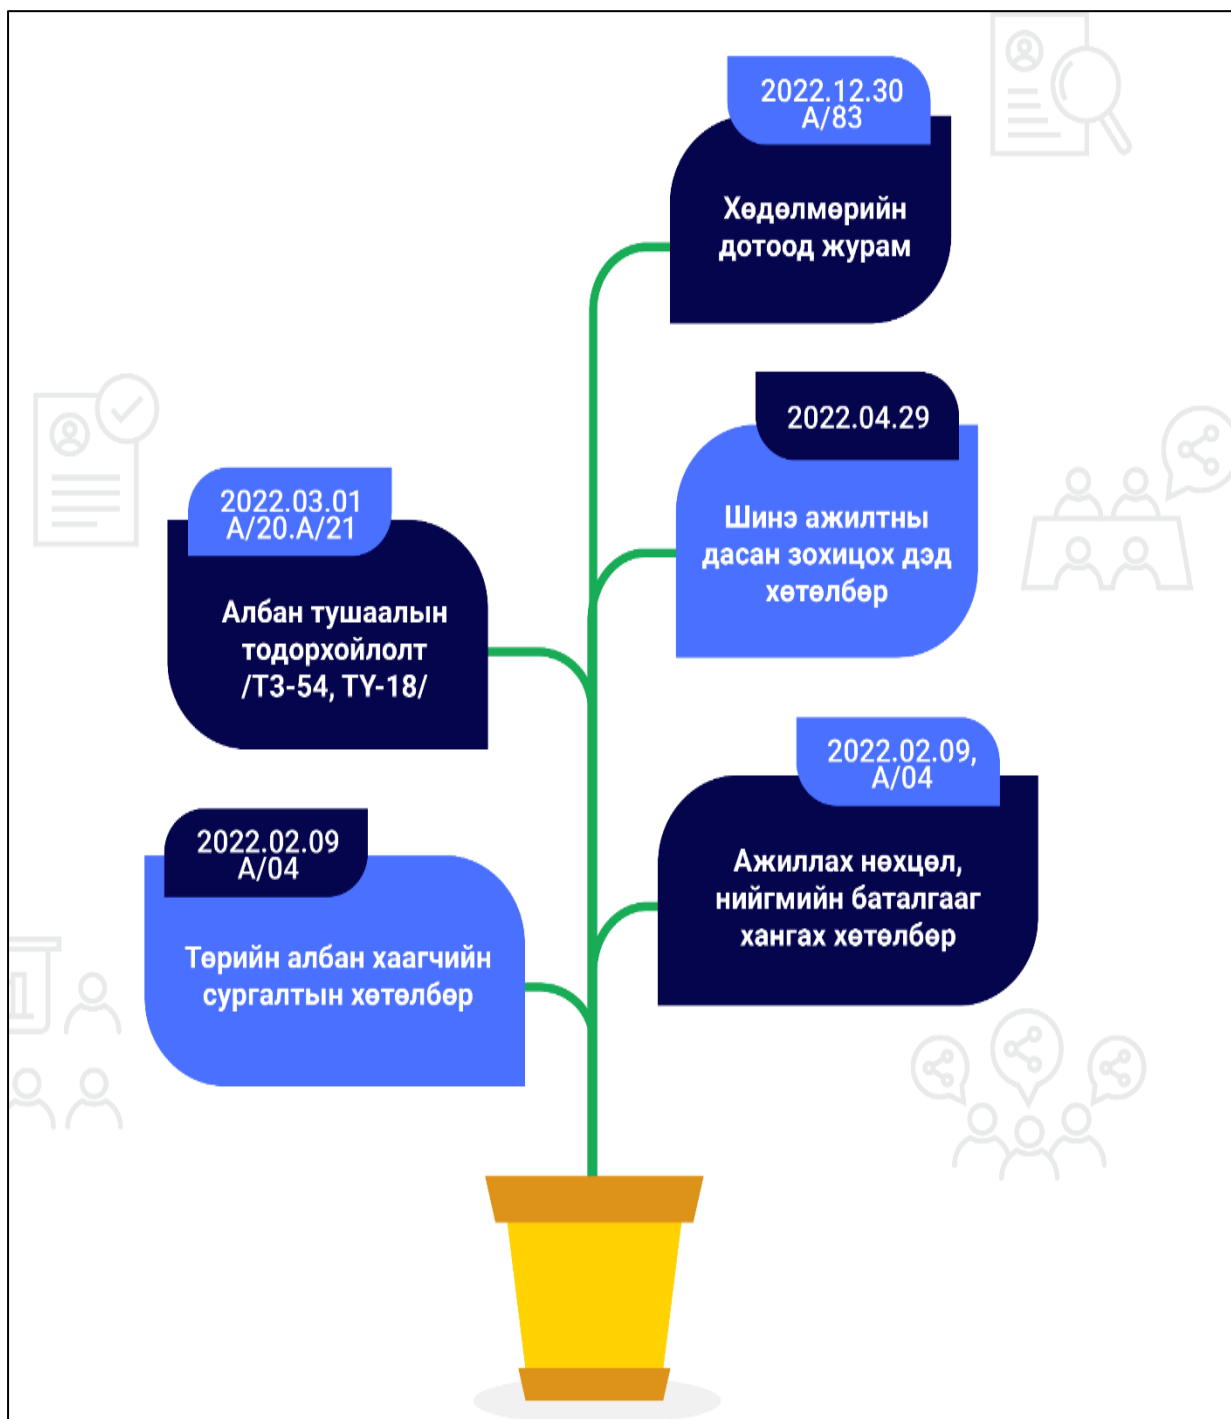 2022.12.30
А/83
Хөдөлмөрийн
дотоод журам
2022.04.29
Шинэ ажилтны
дасан зохицох дэд
хөтөлбөр
2022.03.01
А/20.А/21
Албан тушаалын
тодорхойлолт
/ТЗ-54, ТҮ-18/
2022.02.09,
А/04
Ажиллах нөхцөл,
нийгмийн баталгааг
хангах хөтөлбөр
2022.02.09
А/04
Төрийн албан хаагчийн
сургалтын хөтөлбөр